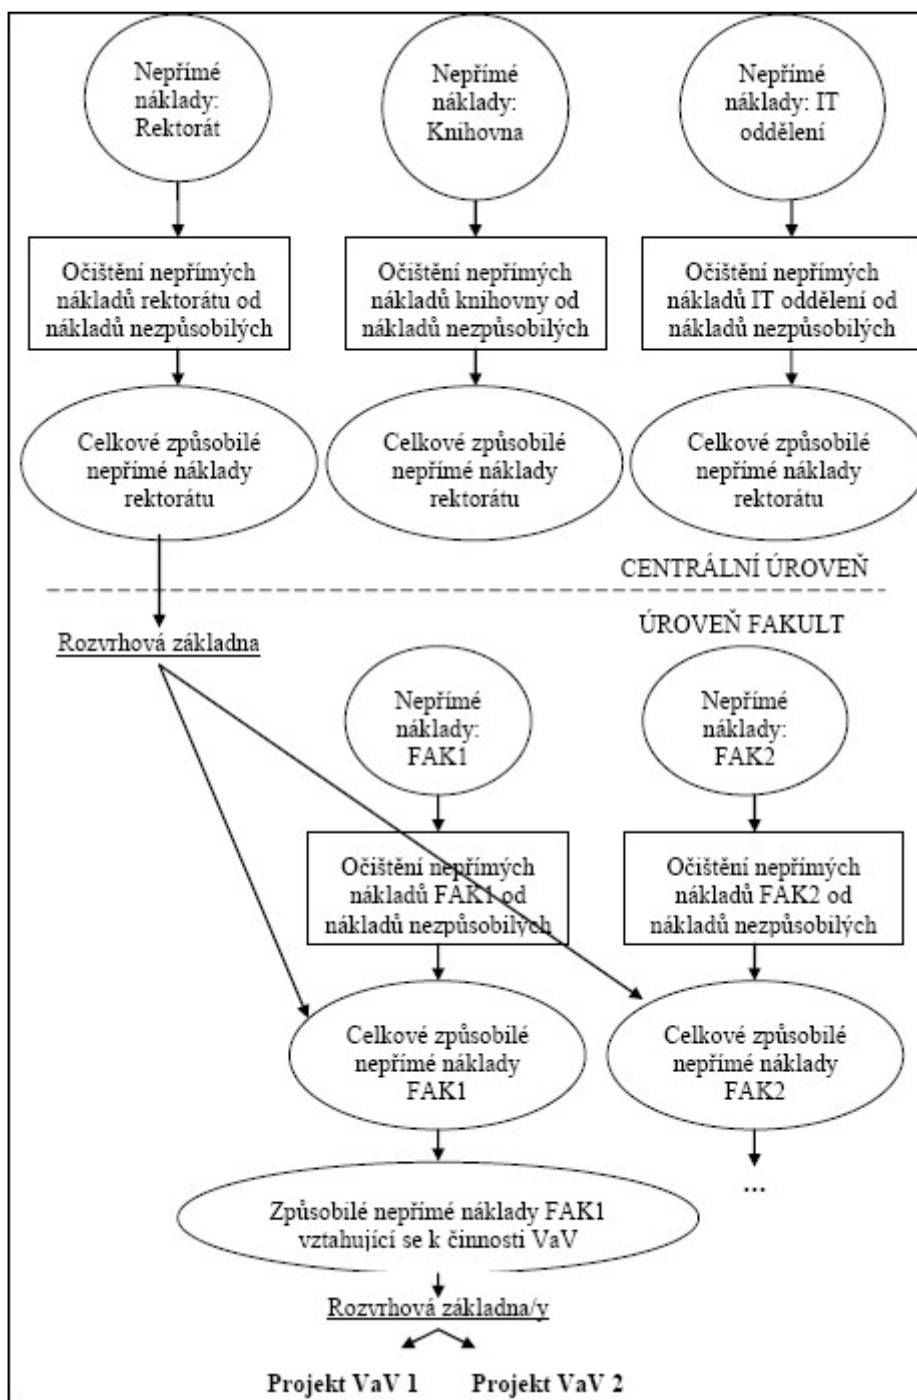 Nepřímé
náklady:
Rektorát
Nepřímé
náklady:
Knihovna
Nepřímé
náklady: IT
oddělení
Očištění nepřímých
nákladů rektorátu od
nákladů nezpůsobilých
Očištění nepřímých
nákladů knihovny od
nákladů nezpůsobilých
Očištění nepřímých
nákladů IT oddělení od
nákladů nezpůsobilých
Celkové způsobilé
nepřímé náklady
rektorátu
Celkové způsobilé
nepřímé náklady
rektorátu
Celkové způsobilé
nepřímé náklady
rektorátu
CENTRÁLNÍ ÚROVEŇ
ÚROVEŇ FAKULT
Rozvrhová základna
Nepřímé
náklady:
FAK1
Nepřímé
náklady:
FAK2
Očištění nepřímých
nákladů FAK1 od
nákladů nezpůsobilých
Očištění nepřímých
nákladů FAK2 od
nákladů nezpůsobilých
Celkové způsobilé
nepřímé náklady
FAK1
Celkové způsobilé
nepřímé náklady
FAK2
...
Způsobilé nepřímé náklady FAK1
vztahující se k činnosti VaV
Rozvrhová základna/y
Projekt VaV 1
Projekt VaV 2